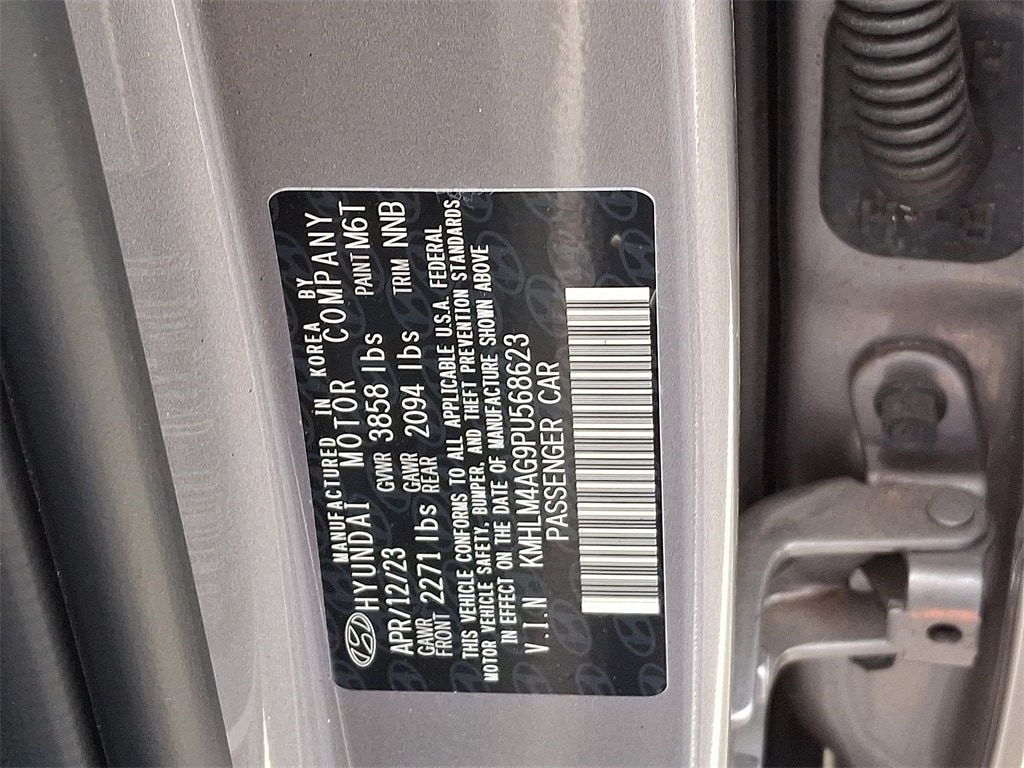 MANUFACTURED IN KOREA BY
HYUNDAI MOTOR COMPANY
APR/12/23 GVWR 3858 lbs PAINT M6T
GAWR FRONT 2271 lbs GAWR REAR 2094 lbs TRIM NNB
THIS VEHICLE CONFORMS TO ALL APPLICABLE U.S.A. FEDERAL
MOTOR VEHICLE SAFETY, BUMPER, AND THEFT PREVENTION STANDARDS
IN EFFECT ON THE DATE OF MANUFACTURE SHOWN ABOVE
V.I.N KMHLM4AG9PU568623
PASSENGER CAR